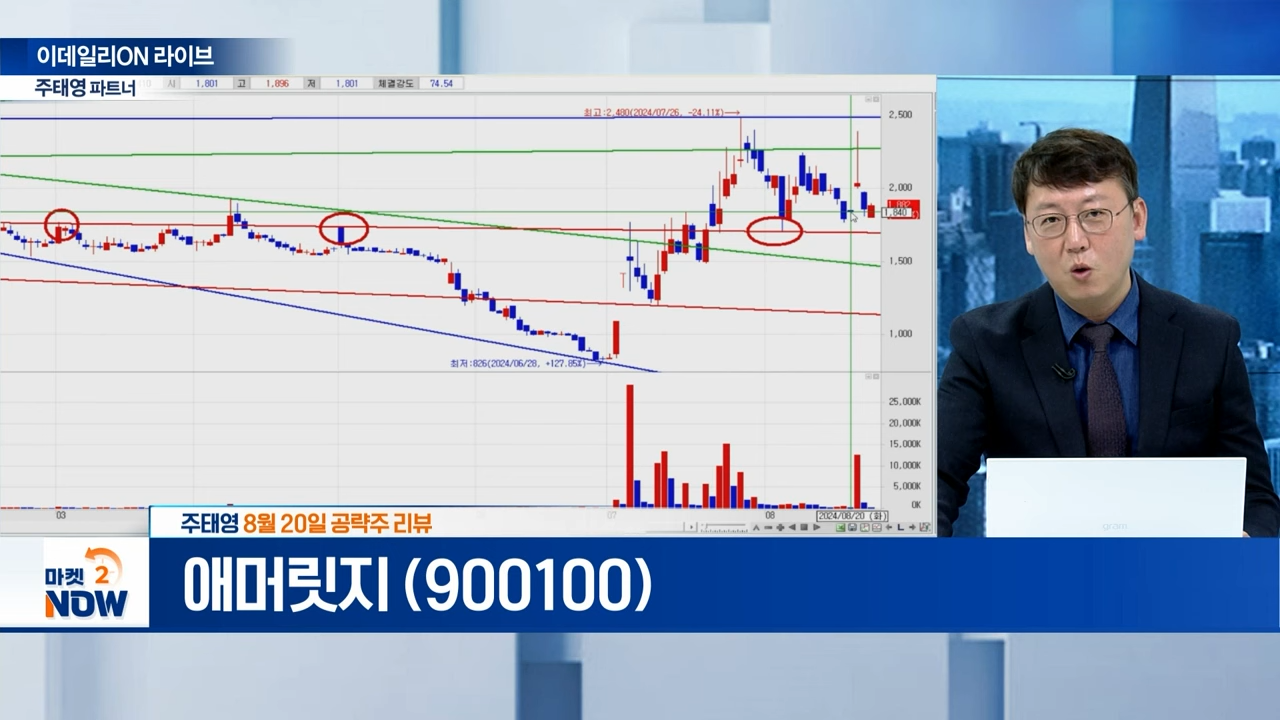 이데일리ON 라이브
주태영 파트너
시 1,801 고 1,896 저 1,801 체결강도 74.54
최고:2,480(2024/07/26, -24.11%)→
2,500
2,000
1,882
1,840
1,500
1,000
최저:826(2024/06/28, +127.85%)→
25,000K
20,000K
15,000K
10,000K
5,000K
0K
03
07
08
2024/08/20 (화)
gram
주태영 8월 20일 공략주 리뷰
마켓 2
NOW
애머릿지 (900100)